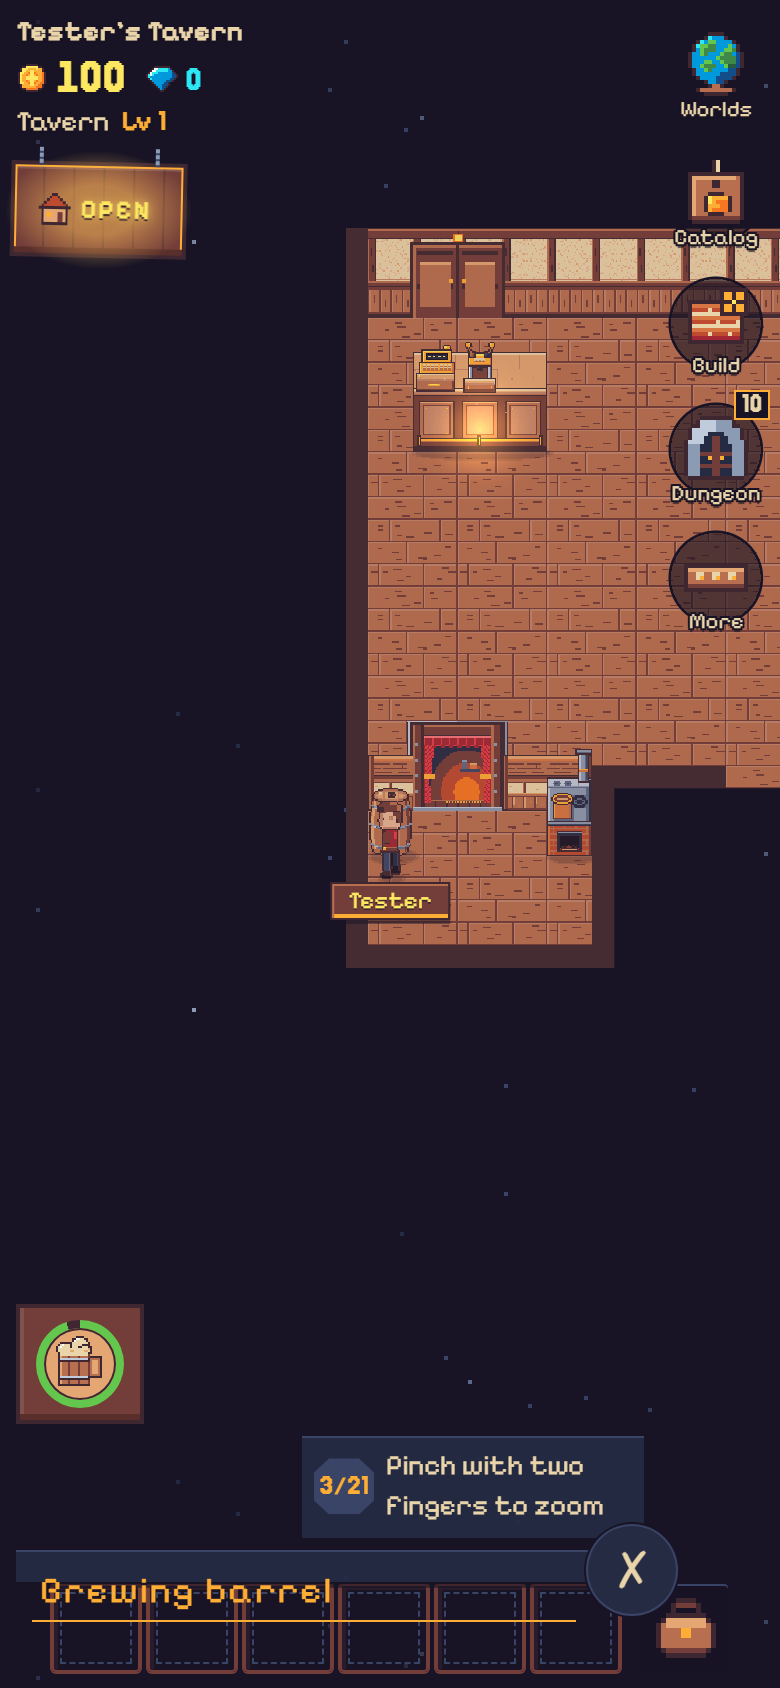 Tester's Tavern
100 0
Tavern Lv 1
OPEN
Worlds
Catalog
Build
10
Dungeon
More
Tester
3/21
Pinch with two
fingers to zoom
X
Brewing barrel